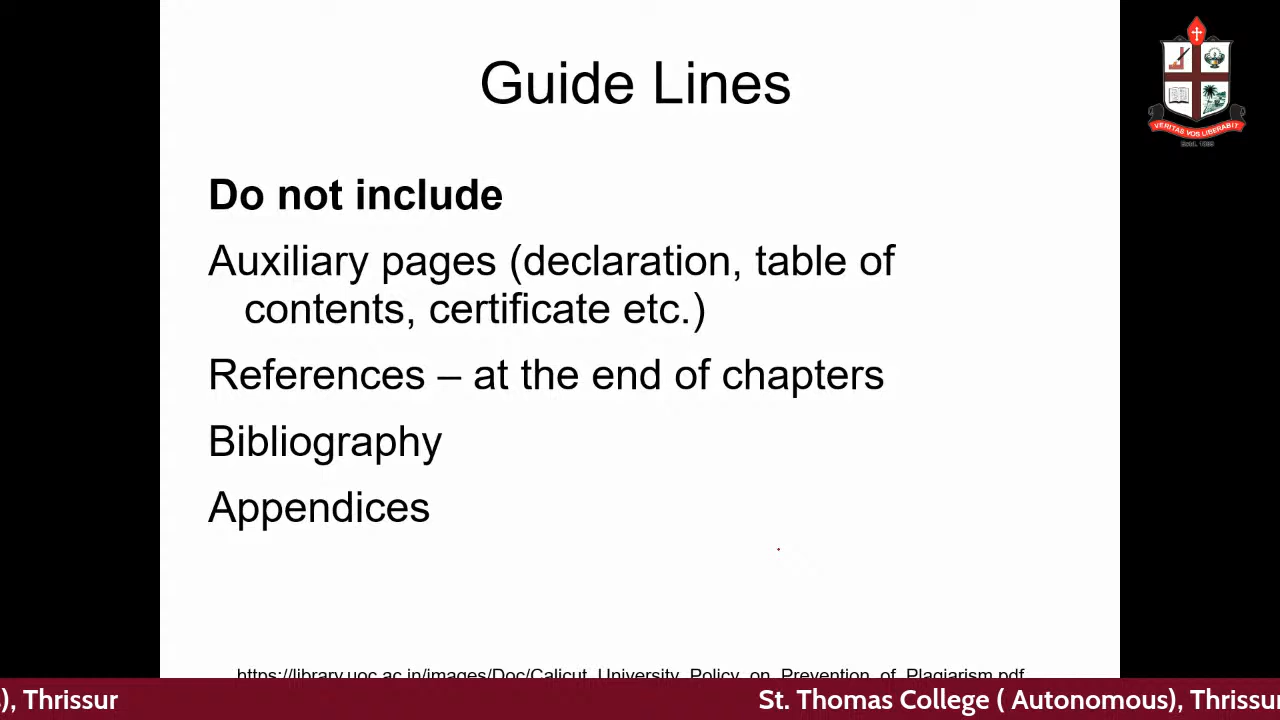 Guide Lines
Do not include
Auxiliary pages (declaration, table of
contents, certificate etc.)
References – at the end of chapters
Bibliography
Appendices
https://library.uoc.ac.in/images/Doc/Calicut_University_Policy_on_Prevention_of_Plagiarism.pdf
VERITAS VOS LIBERABIT
), Thrissur
St. Thomas College ( Autonomous), Thrissur